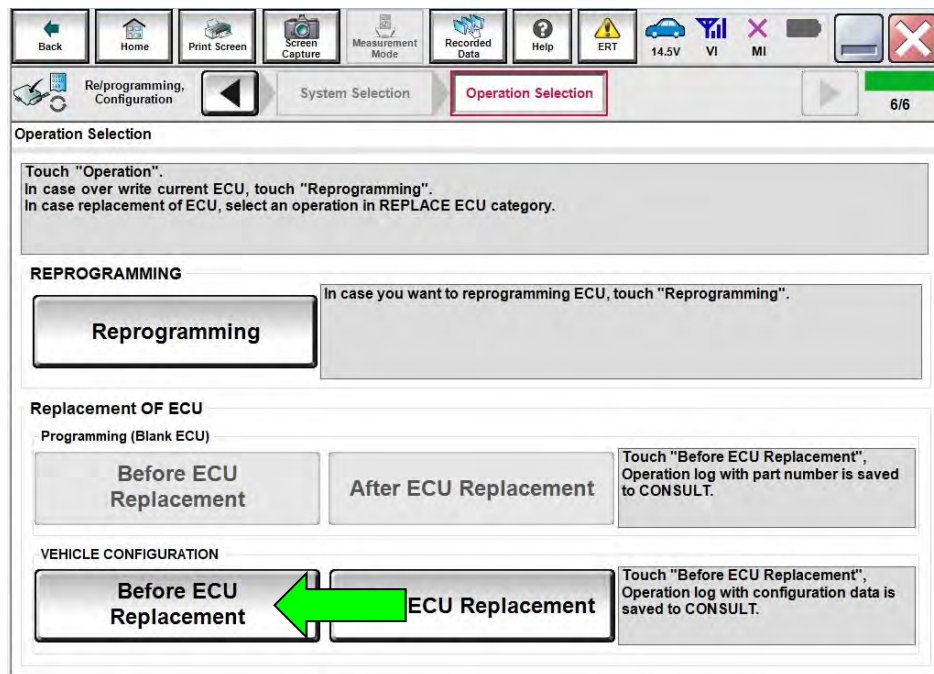 Back
Home
Print Screen
Screen
Capture
Measurement
Mode
Recorded
Data
Help
ERT
14.5V
VI
MI
Re/programming,
Configuration
System Selection
Operation Selection
6/6
Operation Selection
Touch "Operation".
In case over write current ECU, touch "Reprogramming".
In case replacement of ECU, select an operation in REPLACE ECU category.
REPROGRAMMING
Reprogramming
In case you want to reprogramming ECU, touch "Reprogramming".
Replacement OF ECU
Programming (Blank ECU)
Before ECU
Replacement
After ECU Replacement
Touch "Before ECU Replacement",
Operation log with part number is saved
to CONSULT.
VEHICLE CONFIGURATION
Before ECU
Replacement
ECU Replacement
Touch "Before ECU Replacement",
Operation log with configuration data is
saved to CONSULT.